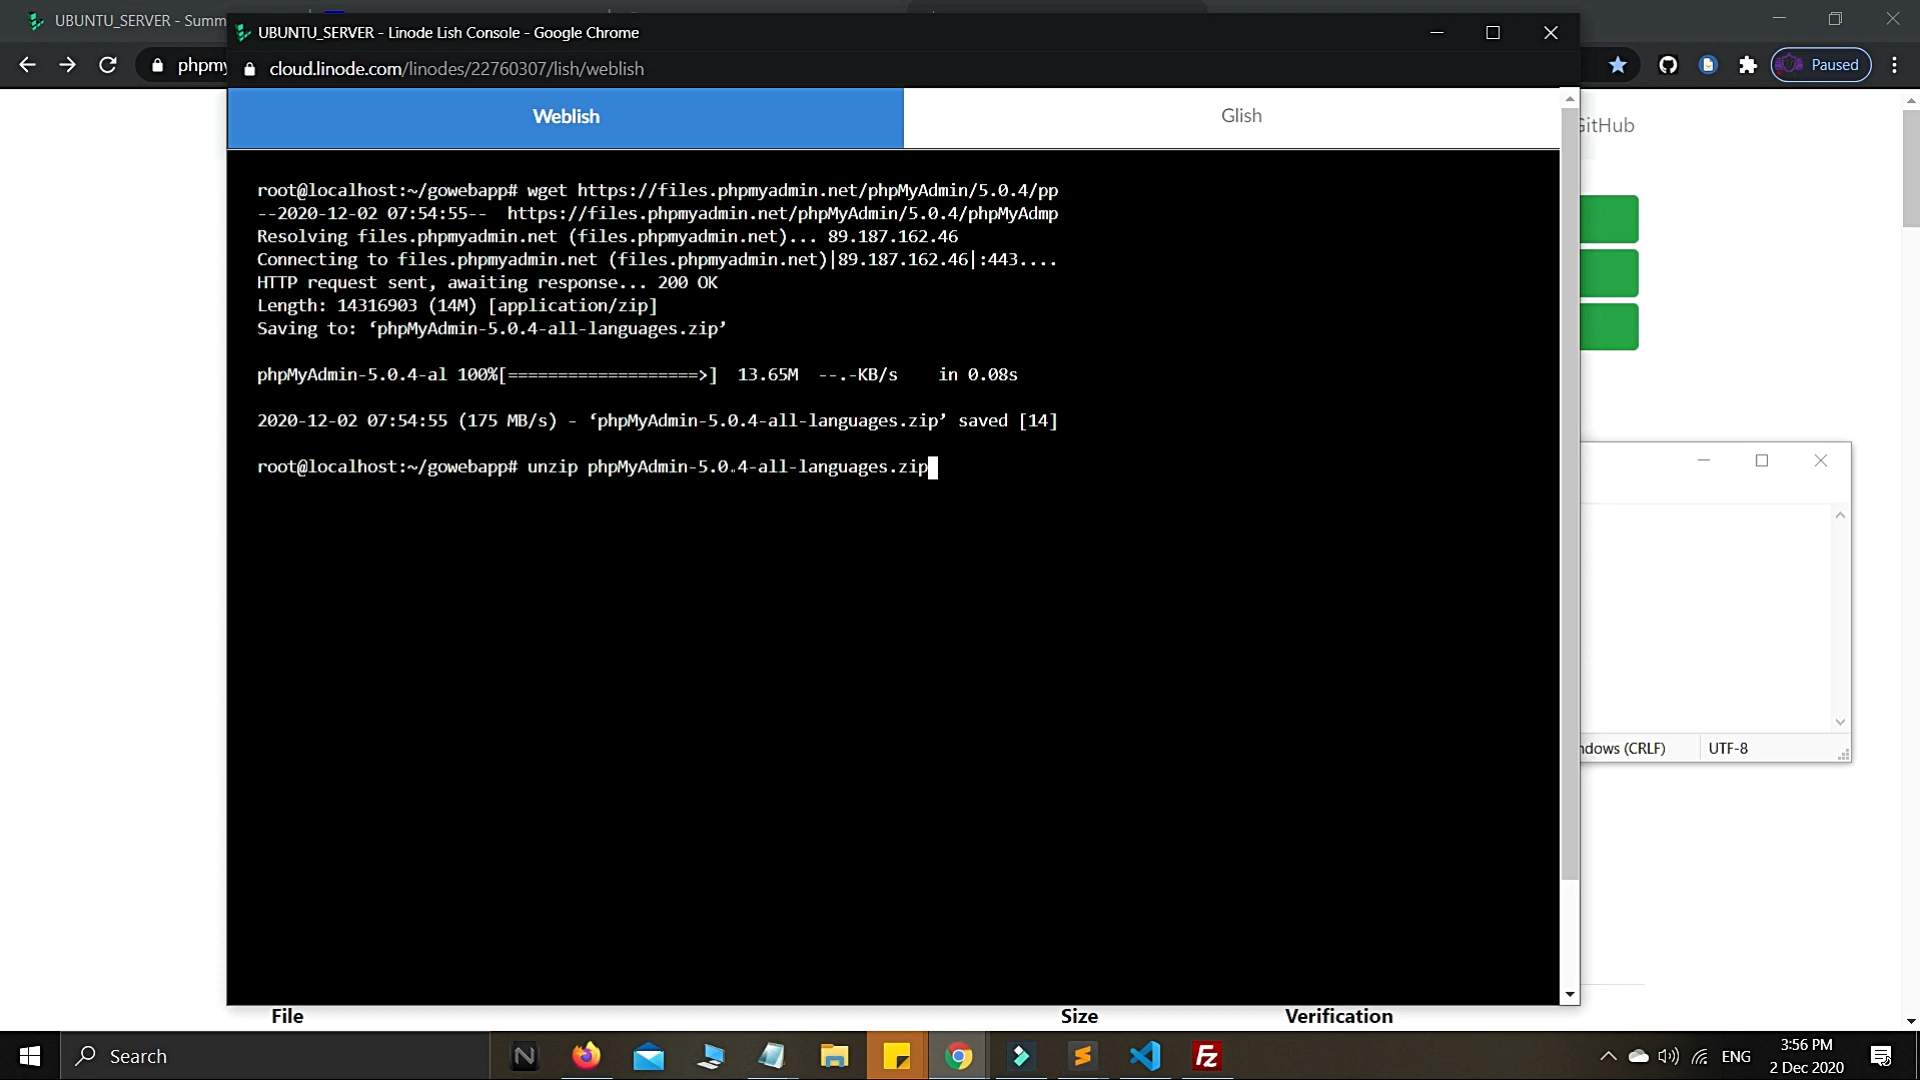 UBUNTU_SERVER - Summ
UBUNTU_SERVER - Linode Lish Console - Google Chrome
phpmy
cloud.linode.com/linodes/22760307/lish/weblish
Paused
Weblish
Glish
GitHub
root@localhost:~/gowebapp# wget https://files.phpmyadmin.net/phpMyAdmin/5.0.4/pp
--2020-12-02 07:54:55--  https://files.phpmyadmin.net/phpMyAdmin/5.0.4/phpMyAdmp
Resolving files.phpmyadmin.net (files.phpmyadmin.net)... 89.187.162.46
Connecting to files.phpmyadmin.net (files.phpmyadmin.net)|89.187.162.46|:443....
HTTP request sent, awaiting response... 200 OK
Length: 14316903 (14M) [application/zip]
Saving to: ‘phpMyAdmin-5.0.4-all-languages.zip’
phpMyAdmin-5.0.4-al 100%[===================>]  13.65M  --.-KB/s    in 0.08s
2020-12-02 07:54:55 (175 MB/s) - ‘phpMyAdmin-5.0.4-all-languages.zip’ saved [14]
root@localhost:~/gowebapp# unzip phpMyAdmin-5.0.4-all-languages.zip
ndows (CRLF)
UTF-8
File
Size
Verification
Search
ENG
3:56 PM
2 Dec 2020